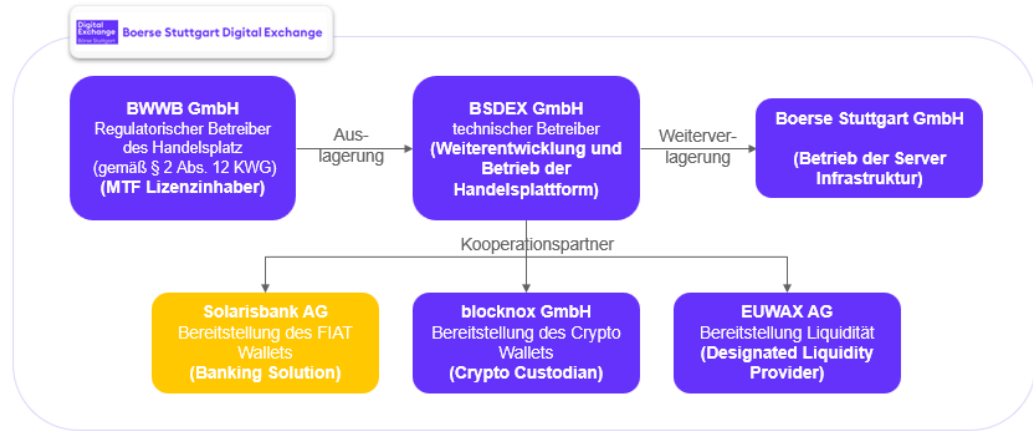 Digital
Exchange
Börse Stuttgart
Boerse Stuttgart Digital Exchange
BWWB GmbH
Regulatorischer Betreiber
des Handelsplatz
(gemäß § 2 Abs. 12 KWG)
(MTF Lizenzinhaber)
Aus-
lagerung
BSDEX GmbH
technischer Betreiber
(Weiterentwicklung und
Betrieb der
Handelsplattform)
Weiterver-
lagerung
Boerse Stuttgart GmbH
(Betrieb der Server
Infrastruktur)
Kooperationspartner
Solarisbank AG
Bereitstellung des FIAT
Wallets
(Banking Solution)
blocknox GmbH
Bereitstellung des Crypto
Wallets
(Crypto Custodian)
EUWAX AG
Bereitstellung Liquidität
(Designated Liquidity
Provider)